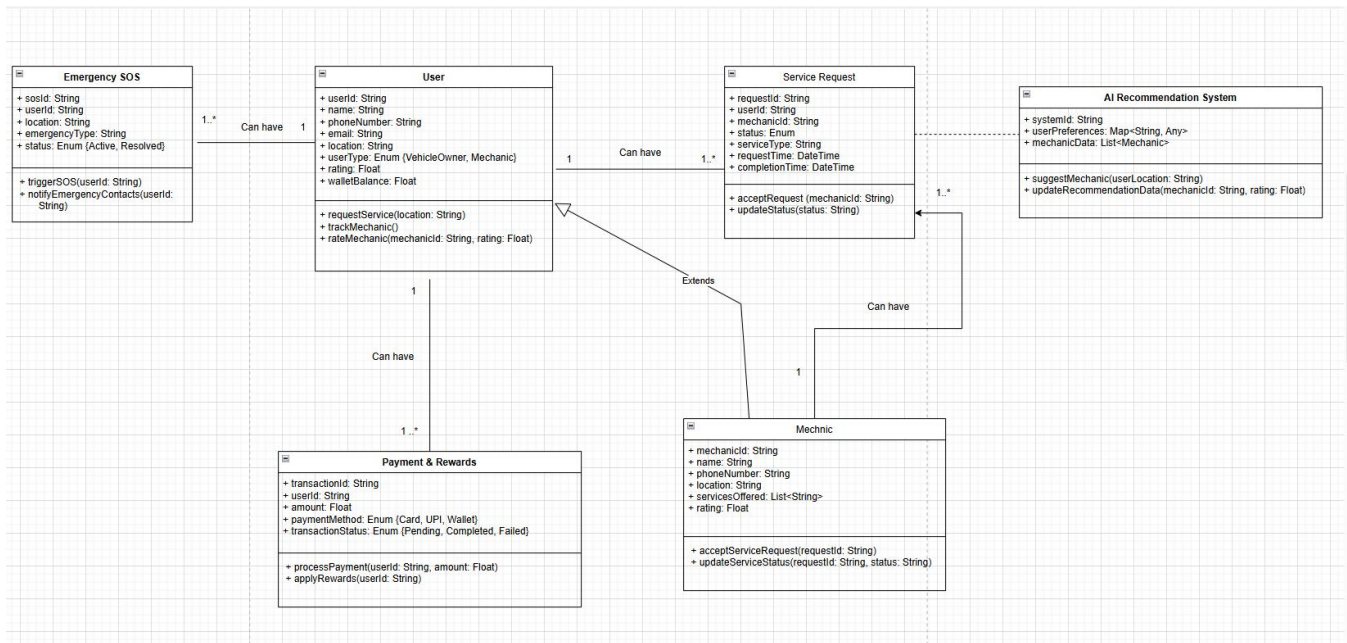 Emergency SOS
+ sosId: String
+ userId: String
+ location: String
+ emergencyType: String
+ status: Enum {Active, Resolved}
+ triggerSOS(userId: String)
+ notifyEmergencyContacts(userId:
String)
1..*
Can have
1
User
+ userId: String
+ name: String
+ phoneNumber: String
+ email: String
+ location: String
+ userType: Enum {VehicleOwner, Mechanic}
+ rating: Float
+ walletBalance: Float
+ requestService(location: String)
+ trackMechanic()
+ rateMechanic(mechanicId: String, rating: Float)
1
Can have
1..*
Service Request
+ requestId: String
+ userId: String
+ mechanicId: String
+ status: Enum
+ serviceType: String
+ requestTime: DateTime
+ completionTime: DateTime
+ acceptRequest (mechanicId: String)
+ updateStatus(status: String)
AI Recommendation System
+ systemId: String
+ userPreferences: Map<String, Any>
+ mechanicData: List<Mechanic>
+ suggestMechanic(userLocation: String)
+ updateRecommendationData(mechanicId: String, rating: Float)
1..*
Extends
Can have
1
1
Can have
1 ..*
Payment & Rewards
+ transactionId: String
+ userId: String
+ amount: Float
+ paymentMethod: Enum {Card, UPI, Wallet}
+ transactionStatus: Enum {Pending, Completed, Failed}
+ processPayment(userId: String, amount: Float)
+ applyRewards(userId: String)
Mechnic
+ mechanicId: String
+ name: String
+ phoneNumber: String
+ location: String
+ servicesOffered: List<String>
+ rating: Float
+ acceptServiceRequest(requestId: String)
+ updateServiceStatus(requestId: String, status: String)